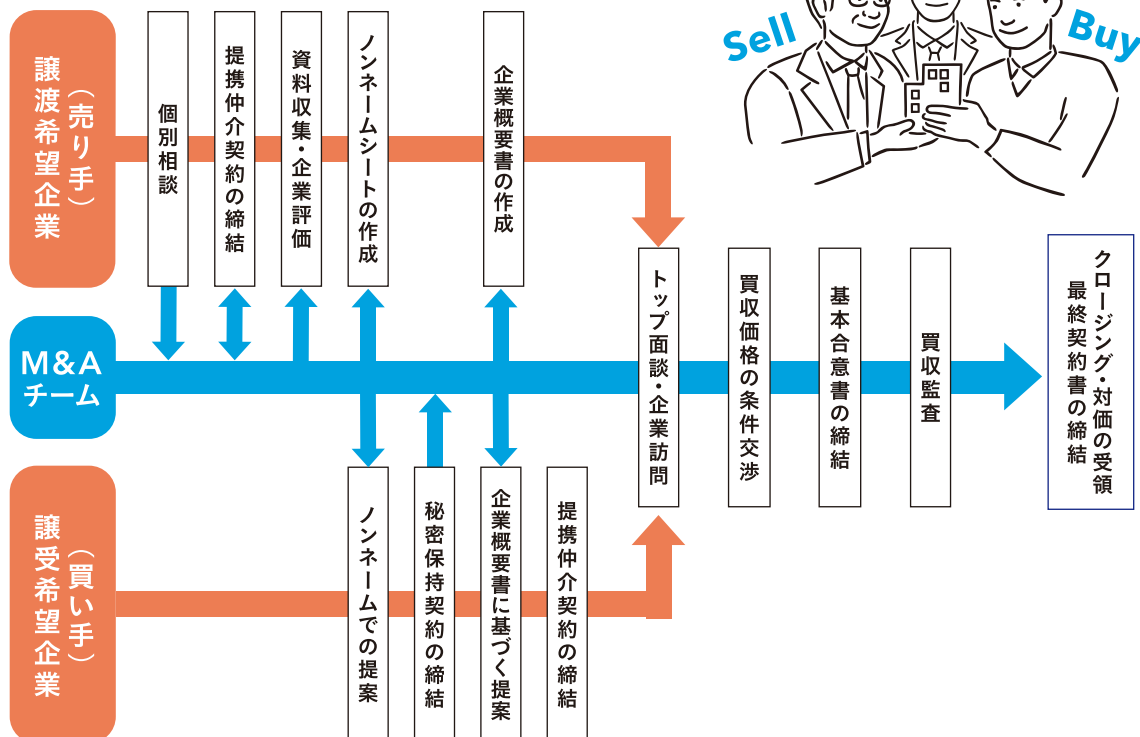 譲渡希望企業
（売り手）
個別相談
提携仲介契約の締結
資料収集・企業評価
ノンネームシートの作成
企業概要書の作成
Sell
Buy
M&A
チーム
トップ面談・企業訪問
買収価格の条件交渉
基本合意書の締結
買収監査
クロージング・対価の受領
最終契約書の締結
譲受希望企業
（買い手）
ノンネームでの提案
秘密保持契約の締結
企業概要書に基づく提案
提携仲介契約の締結